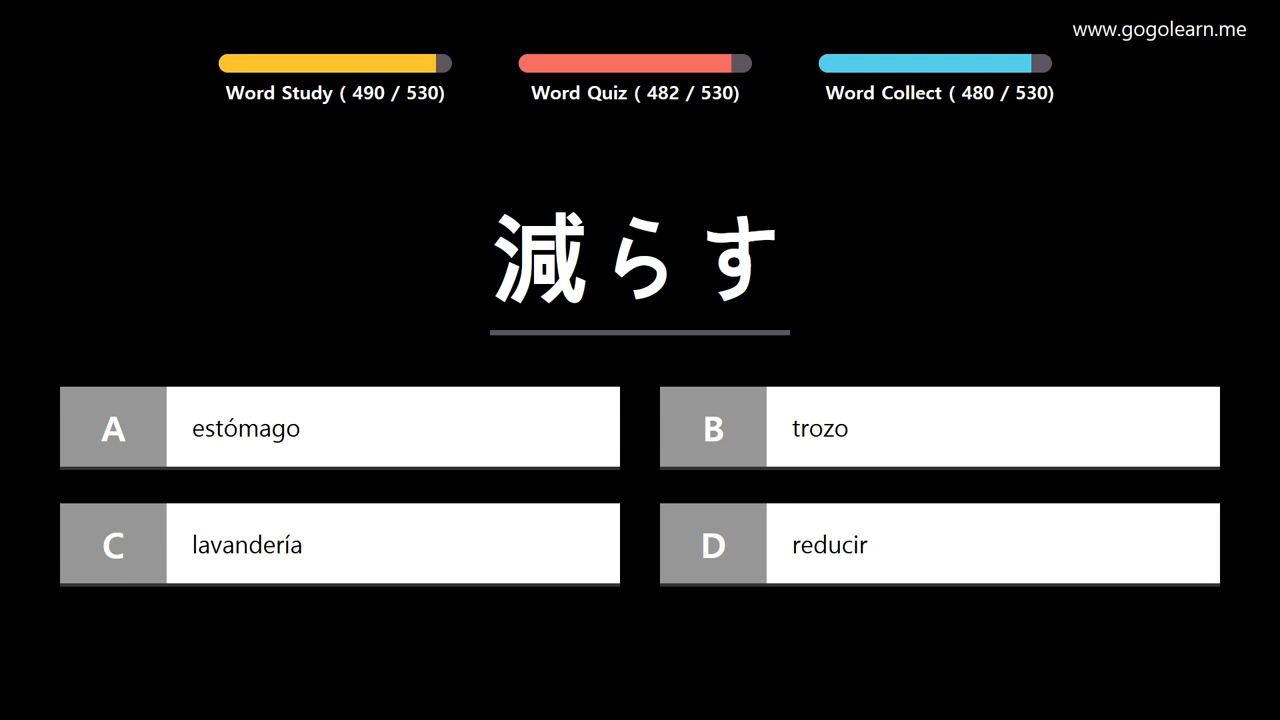 www.gogolearn.me
Word Study ( 490 / 530)
Word Quiz ( 482 / 530)
Word Collect ( 480 / 530)
減らす
A estómago
B trozo
C lavandería
D reducir